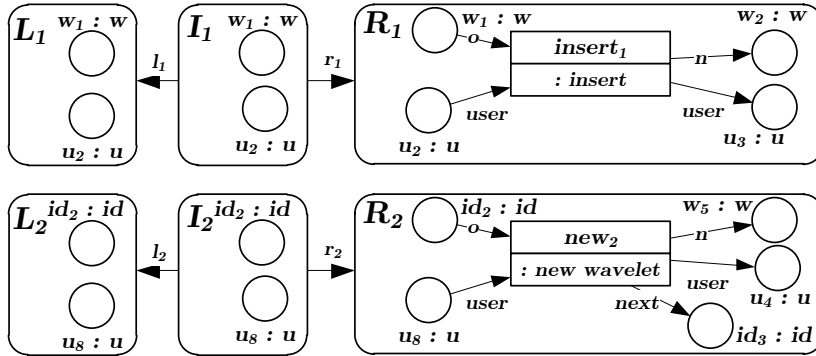 L₁
w₁ : w
u₂ : u
l₁
I₁
w₁ : w
u₂ : u
r₁
R₁
w₁ : w
o
u₂ : u
user
insert₁
: insert
n
user
w₂ : w
u₃ : u
L₂
id₂ : id
u₈ : u
l₂
I₂
id₂ : id
u₈ : u
r₂
R₂
id₂ : id
o
u₈ : u
user
new₂
: new wavelet
n
user
next
w₅ : w
u₄ : u
id₃ : id